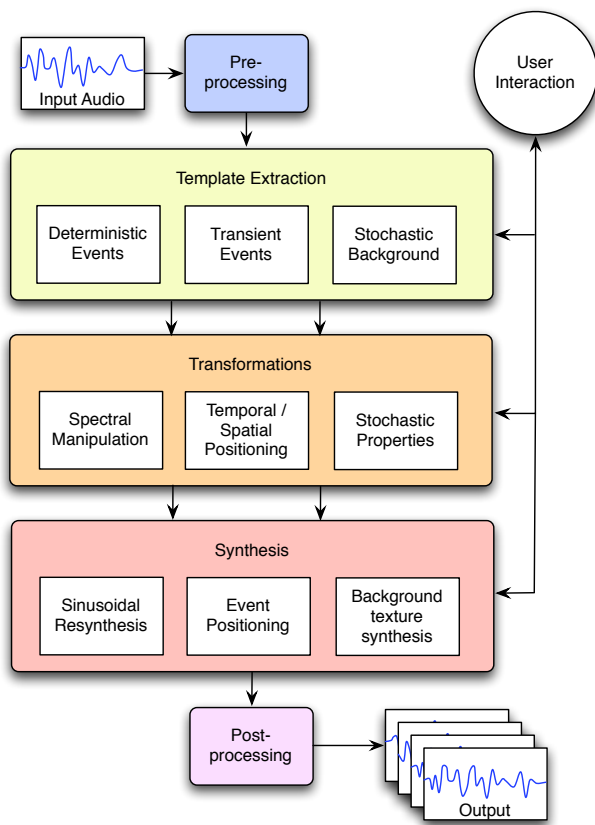 Input Audio
Pre-
processing
User
Interaction
Template Extraction
Deterministic
Events
Transient
Events
Stochastic
Background
Transformations
Spectral
Manipulation
Temporal /
Spatial
Positioning
Stochastic
Properties
Synthesis
Sinusoidal
Resynthesis
Event
Positioning
Background
texture
synthesis
Post-
processing
Output